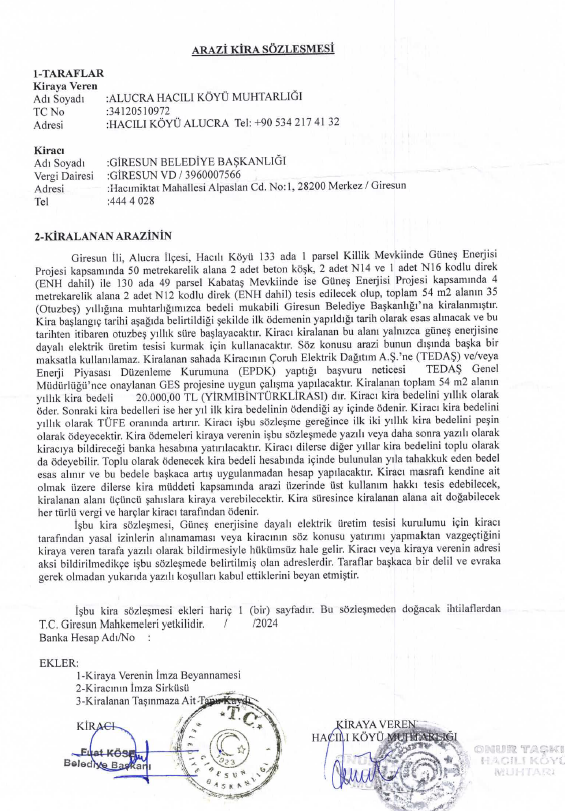 ARAZİ KİRA SÖZLEŞMESİ
1-TARAFLAR
Kiraya Veren
Adı Soyadı :ALUCRA HACILI KÖYÜ MUHTARLIĞI
TC No :34120510972
Adresi :HACILI KÖYÜ ALUCRA Tel: +90 534 217 41 32
Kiracı
Adı Soyadı :GİRESUN BELEDİYE BAŞKANLIĞI
Vergi Dairesi :GİRESUN VD / 3960007566
Adresi :Hacımiktat Mahallesi Alpaslan Cd. No:1, 28200 Merkez / Giresun
Tel :444 4 028
2-KİRALANAN ARAZİNİN
Giresun İli, Alucra İlçesi, Hacılı Köyü 133 ada 1 parsel Killik Mevkiinde Güneş Enerjisi
Projesi kapsamında 50 metrekarelik alana 2 adet beton köşk, 2 adet N14 ve 1 adet N16 kodlu direk
(ENH dahil) ile 130 ada 49 parsel Kabataş Mevkiinde ise Güneş Enerjisi Projesi kapsamında 4
metrekarelik alana 2 adet N12 kodlu direk (ENH dahil) tesis edilecek olup, toplam 54 m2 alanın 35
(Otuzbeş) yıllığına muhtarlığımızca bedeli mukabili Giresun Belediye Başkanlığı'na kiralanmıştır.
Kira başlangıç tarihi aşağıda belirtildiği şekilde ilk ödemenin yapıldığı tarih olarak esas alınacak ve bu
tarihten itibaren otuzbeş yıllık süre başlayacaktır. Kiracı kiralanan bu alanı yalnızca güneş enerjisine
dayalı elektrik üretim tesisi kurmak için kullanacaktır. Söz konusu arazi bunun dışında başka bir
maksatla kullanılamaz. Kiralanan sahada Kiracının Çoruh Elektrik Dağıtım A.Ş.'ne (TEDAŞ) ve/veya
Enerji Piyasası Düzenleme Kurumuna (EPDK) yaptığı başvuru neticesi TEDAŞ Genel
Müdürlüğü'nce onaylanan GES projesine uygun çalışma yapılacaktır. Kiralanan toplam 54 m2 alanın
yıllık kira bedeli 20.000,00 TL (YİRMİBİNTÜRKLİRASI) dır. Kiracı kira bedelini yıllık olarak
öder. Sonraki kira bedelleri ise her yıl ilk kira bedelinin ödendiği ay içinde ödenir. Kiracı kira bedelini
yıllık olarak TÜFE oranında artırır. Kiracı işbu sözleşme gereğince ilk iki yıllık kira bedelini peşin
olarak ödeyecektir. Kira ödemeleri kiraya verenin işbu sözleşmede yazılı veya daha sonra yazılı olarak
kiracıya bildireceği banka hesabına yatırılacaktır. Kiracı dilerse diğer yıllar kira bedelini toplu olarak
da ödeyebilir. Toplu olarak ödenecek kira bedeli hesabında içinde bulunulan yıla tahakkuk eden bedel
esas alınır ve bu bedele başkaca artış uygulanmadan hesap yapılacaktır. Kiracı masrafı kendine ait
olmak üzere dilerse kira müddeti kapsamında arazi üzerinde üst kullanım hakkı tesis edebilecek,
kiralanan alanı üçüncü şahıslara kiraya verebilecektir. Kira süresince kiralanan alana ait doğabilecek
her türlü vergi ve harçlar kiracı tarafından ödenir.
İşbu kira sözleşmesi, Güneş enerjisine dayalı elektrik üretim tesisi kurulumu için kiracı
tarafından yasal izinlerin alınamaması veya kiracının söz konusu yatırımı yapmaktan vazgeçtiğini
kiraya veren tarafa yazılı olarak bildirmesiyle hükümsüz hale gelir. Kiracı veya kiraya verenin adresi
aksi bildirilmedikçe işbu sözleşmede belirtilmiş olan adreslerdir. Taraflar başkaca bir delil ve evraka
gerek olmadan yukarıda yazılı koşulları kabul ettiklerini beyan etmiştir.
İşbu kira sözleşmesi ekleri hariç 1 (bir) sayfadır. Bu sözleşmeden doğacak ihtilaflardan
T.C. Giresun Mahkemeleri yetkilidir. / /2024
Banka Hesap Adı/No :
EKLER:
1-Kiraya Verenin İmza Beyannamesi
2-Kiracının İmza Sirküsü
3-Kiralanan Taşınmaza Ait Tapu Kaydı
KİRACI
Fuat KÖSE
Belediye Başkanı
T.C.
GİRESUN
BELEDİYE BAŞKANLIĞI
1923
KİRAYA VEREN
HACILI KÖYÜ MUHTARLIĞI
ONUR TAŞKI
HACILI KÖYÜ
MUHTARI